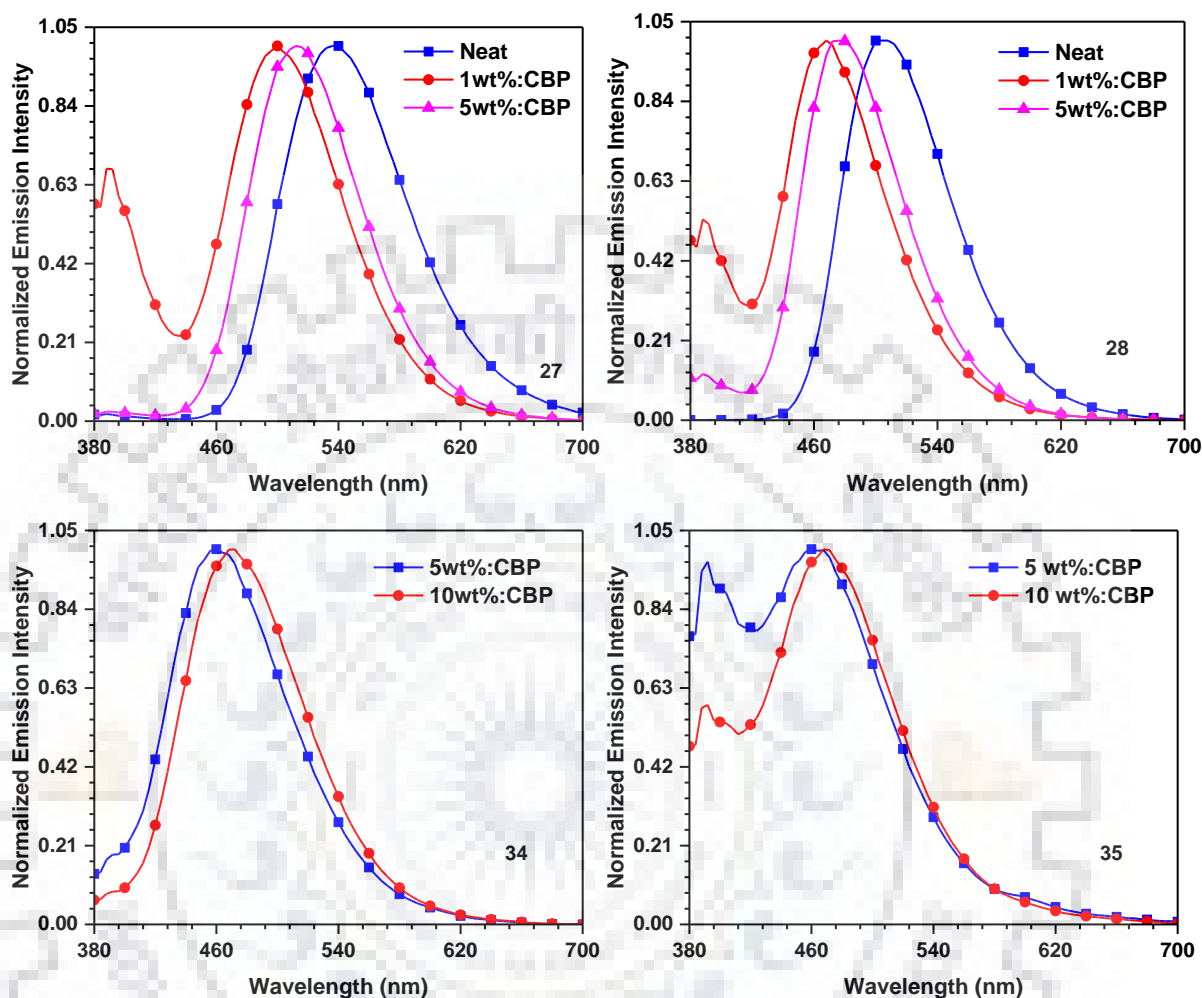 1.05
0.84
0.63
0.42
0.21
0.00
Normalized Emission Intensity
Neat
1wt%:CBP
5wt%:CBP
27
380 460 540 620 700
Wavelength (nm)
1.05
0.84
0.63
0.42
0.21
0.00
Normalized Emission Intensity
Neat
1wt%:CBP
5wt%:CBP
28
380 460 540 620 700
Wavelength (nm)
1.05
0.84
0.63
0.42
0.21
0.00
Normalized Emission Intensity
5wt%:CBP
10wt%:CBP
34
380 460 540 620 700
Wavelength (nm)
1.05
0.84
0.63
0.42
0.21
0.00
Normalized Emission Intensity
5 wt%:CBP
10 wt%:CBP
35
380 460 540 620 700
Wavelength (nm)